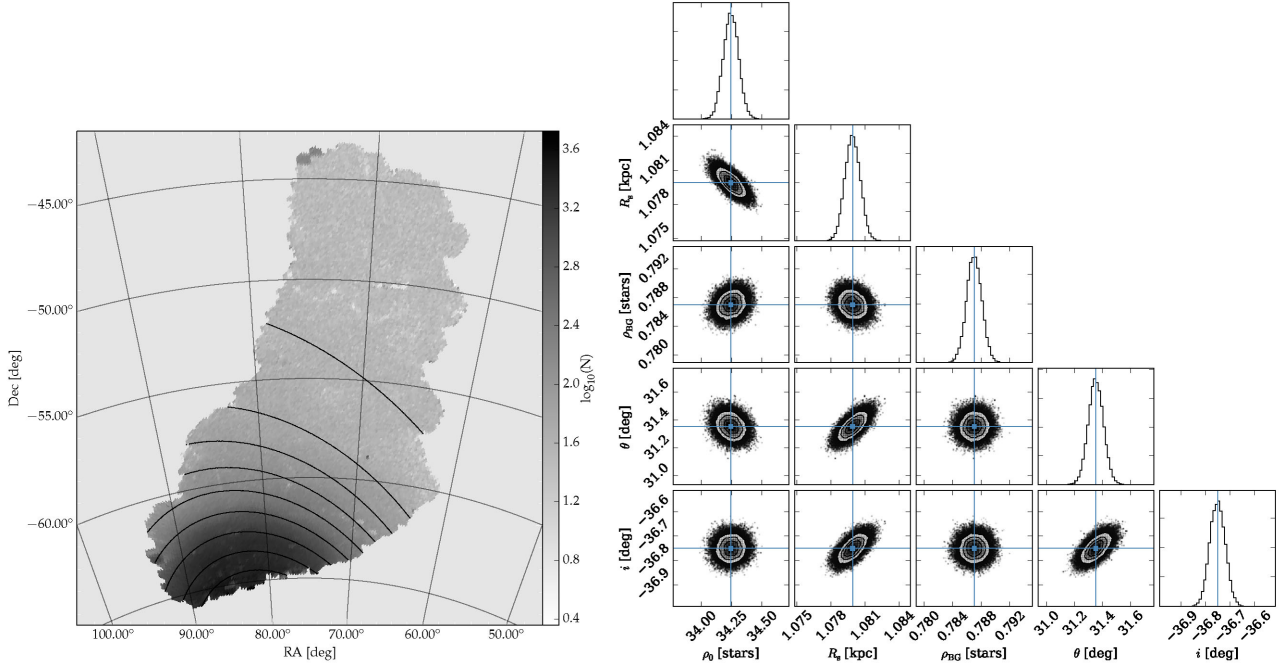 −45.00°
−50.00°
−55.00°
−60.00°
Dec [deg]
100.00° 90.00° 80.00° 70.00° 60.00° 50.00°
RA [deg]
3.6
3.2
2.8
2.4
2.0
1.6
1.2
0.8
0.4
log₁₀(N)
1.084
1.081
1.078
1.075
Rₛ [kpc]
0.792
0.788
0.784
0.780
ρ_BG [stars]
31.6
31.4
31.2
31.0
θ [deg]
−36.6
−36.7
−36.8
−36.9
i [deg]
34.00 34.25 34.50 1.075 1.078 1.081 1.084 0.780 0.784 0.788 0.792 31.0 31.2 31.4 31.6 −36.9 −36.8 −36.7 −36.6
ρ₀ [stars] Rₛ [kpc] ρ_BG [stars] θ [deg] i [deg]